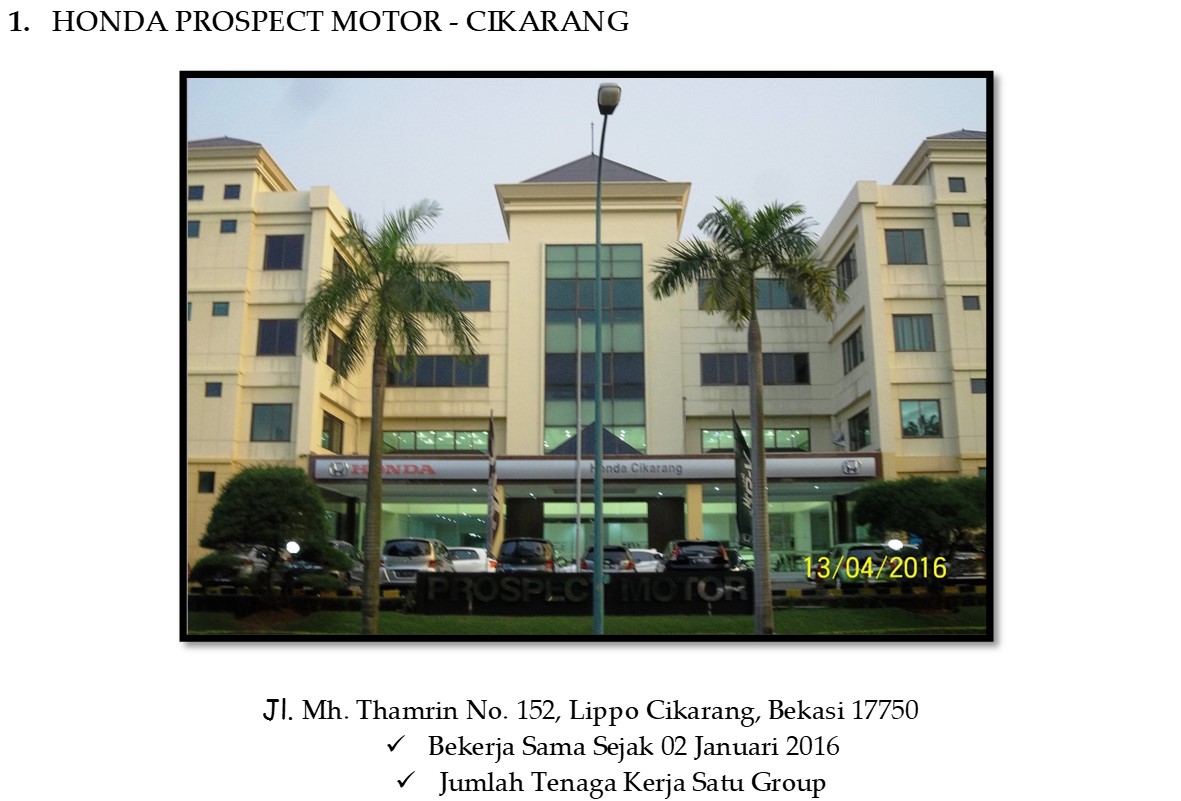 1. HONDA PROSPECT MOTOR - CIKARANG
HONDA
Honda Cikarang
PROSPECT MOTOR
13/04/2016
Jl. Mh. Thamrin No. 152, Lippo Cikarang, Bekasi 17750
✓ Bekerja Sama Sejak 02 Januari 2016
✓ Jumlah Tenaga Kerja Satu Group